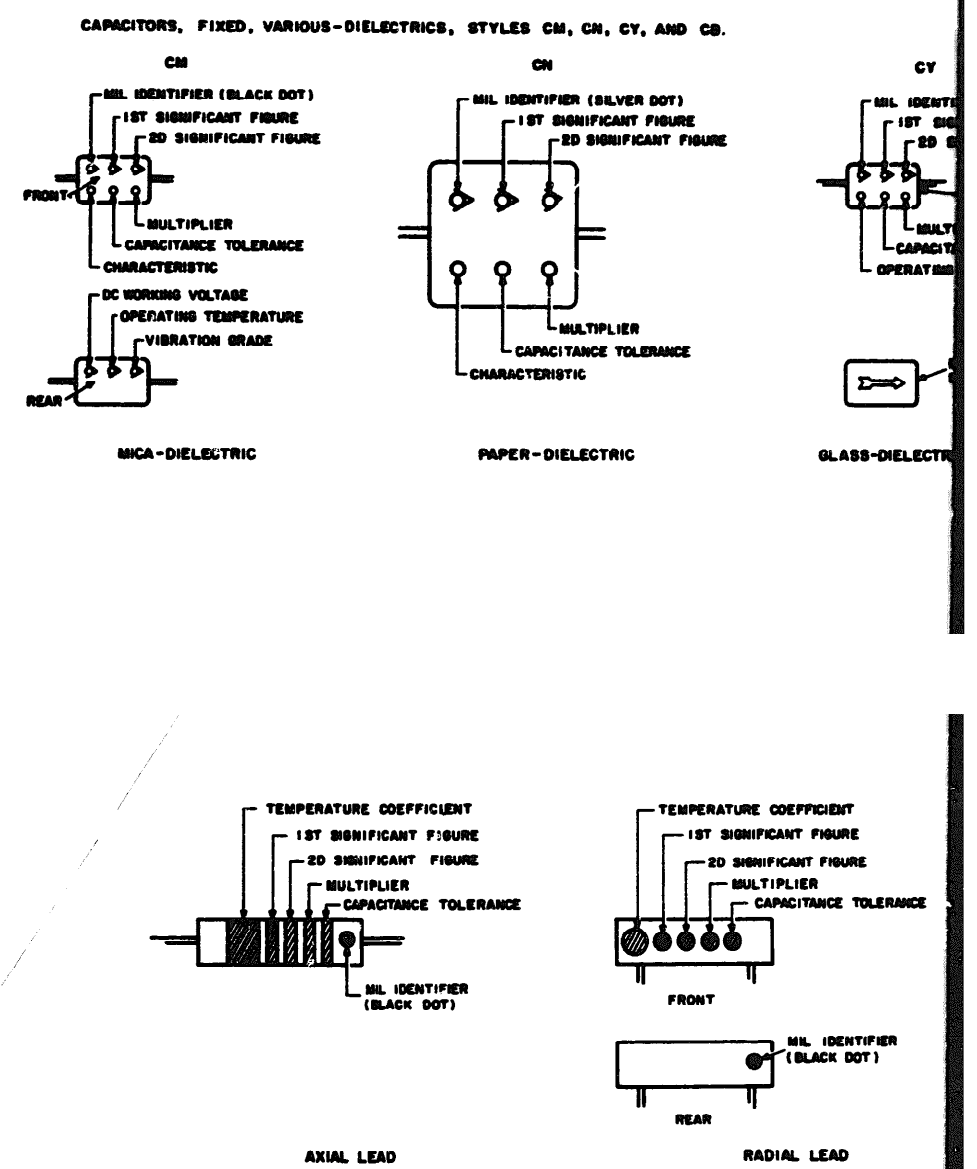 CAPACITORS, FIXED, VARIOUS-DIELECTRICS, STYLES CM, CN, CY, AND CB.
CM
MIL IDENTIFIER (BLACK DOT)
1ST SIGNIFICANT FIGURE
2D SIGNIFICANT FIGURE
FRONT
MULTIPLIER
CAPACITANCE TOLERANCE
CHARACTERISTIC
DC WORKING VOLTAGE
OPERATING TEMPERATURE
VIBRATION GRADE
REAR
MICA-DIELECTRIC
CN
MIL IDENTIFIER (SILVER DOT)
1ST SIGNIFICANT FIGURE
2D SIGNIFICANT FIGURE
MULTIPLIER
CAPACITANCE TOLERANCE
CHARACTERISTIC
PAPER-DIELECTRIC
CY
MIL
1ST
2D
OPERATING
TEMPERATURE COEFFICIENT
1ST SIGNIFICANT FIGURE
2D SIGNIFICANT FIGURE
MULTIPLIER
CAPACITANCE TOLERANCE
MIL IDENTIFIER
(BLACK DOT)
AXIAL LEAD
TEMPERATURE COEFFICIENT
1ST SIGNIFICANT FIGURE
2D SIGNIFICANT FIGURE
MULTIPLIER
CAPACITANCE TOLERANCE
FRONT
MIL IDENTIFIER
(BLACK DOT)
REAR
RADIAL LEAD